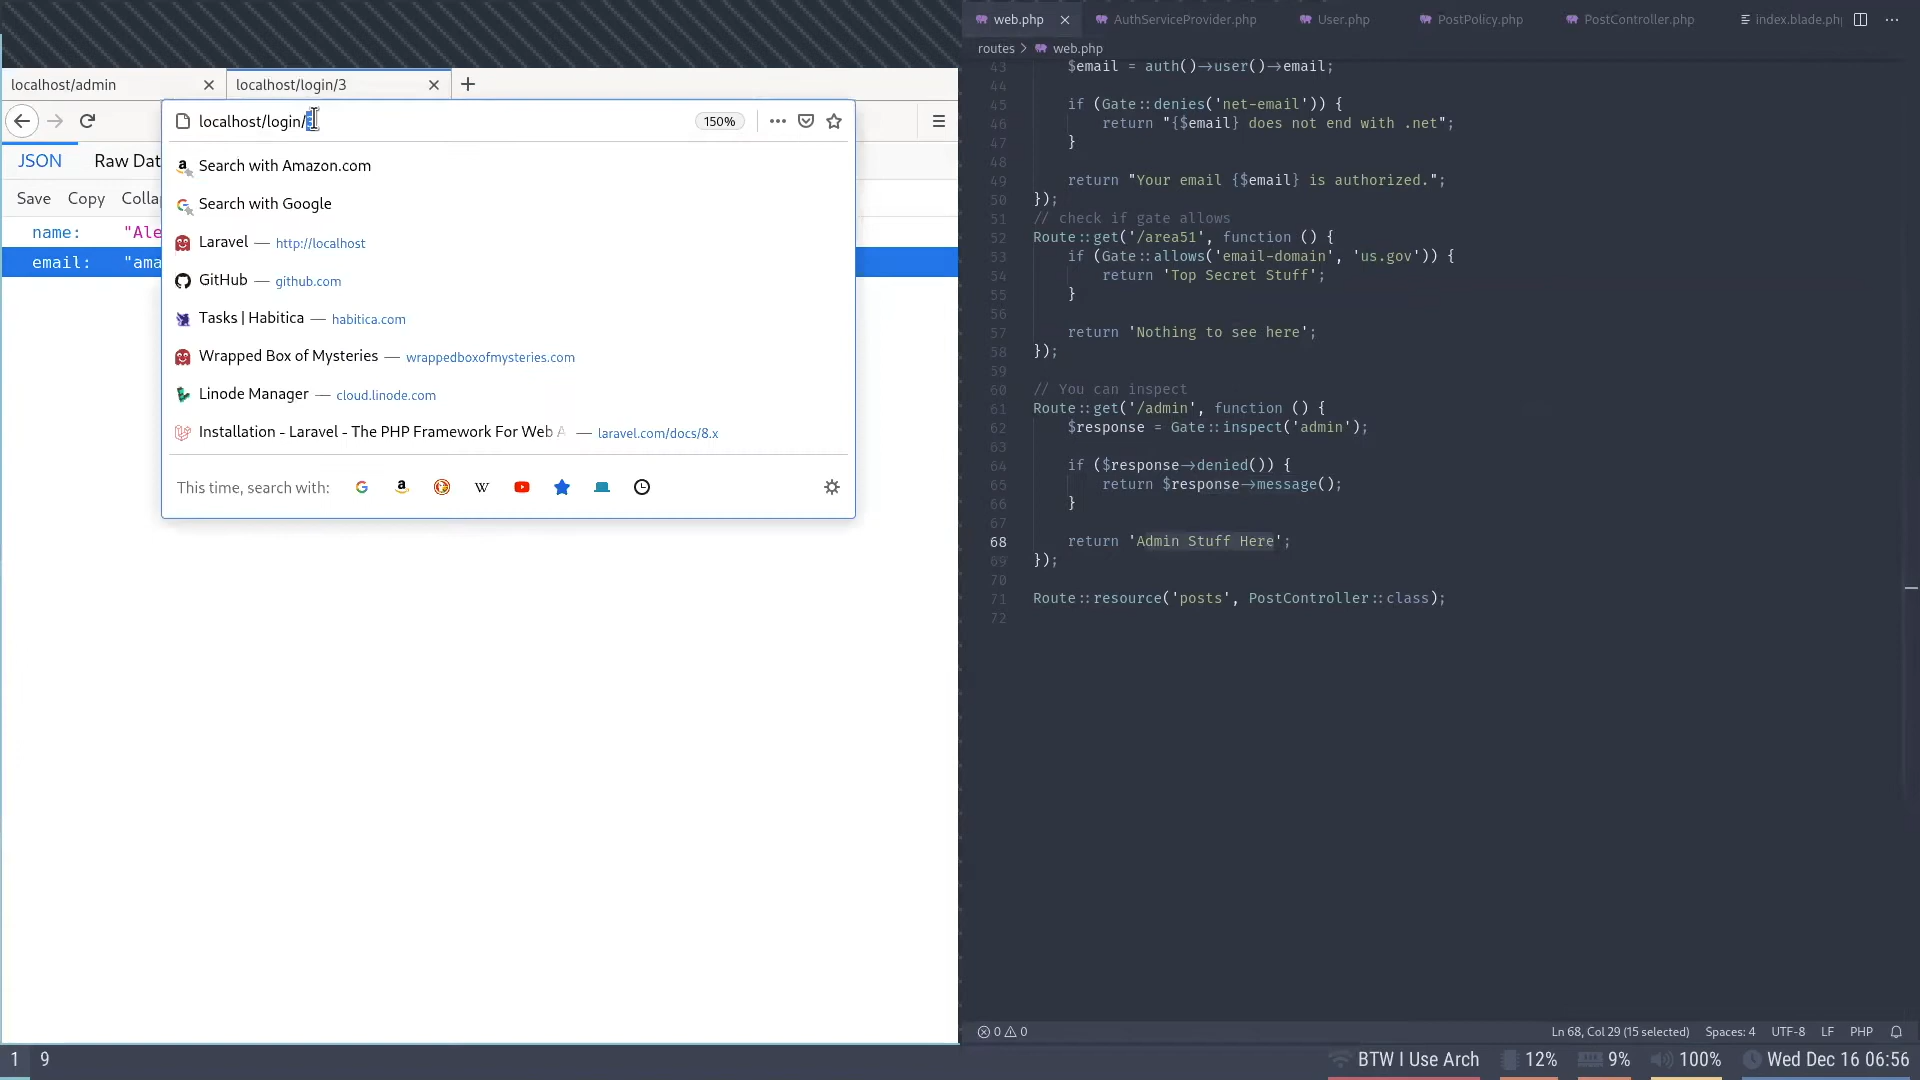 localhost/admin
localhost/login/3
localhost/login/3
150%
JSON
Raw Dat
Save
Copy
Colla
name: "Ale
email: "ama
Search with Amazon.com
Search with Google
Laravel — http://localhost
GitHub — github.com
Tasks | Habitica — habitica.com
Wrapped Box of Mysteries — wrappedboxofmysteries.com
Linode Manager — cloud.linode.com
Installation - Laravel - The PHP Framework For Web A — laravel.com/docs/8.x
This time, search with:
web.php
AuthServiceProvider.php
User.php
PostPolicy.php
PostController.php
index.blade.ph
routes > web.php
43 $email = auth()->user()->email;
44
45 if (Gate::denies('net-email')) {
46 return "{$email} does not end with .net";
47 }
48
49 return "Your email {$email} is authorized.";
50 });
51 // check if gate allows
52 Route::get('/area51', function () {
53 if (Gate::allows('email-domain', 'us.gov')) {
54 return 'Top Secret Stuff';
55 }
56
57 return 'Nothing to see here';
58 });
59
60 // You can inspect
61 Route::get('/admin', function () {
62 $response = Gate::inspect('admin');
63
64 if ($response->denied()) {
65 return $response->message();
66 }
67
68 return 'Admin Stuff Here';
69 });
70
71 Route::resource('posts', PostController::class);
72
0 0
Ln 68, Col 29 (15 selected)
Spaces: 4
UTF-8
LF
PHP
1 9
BTW I Use Arch
12%
9%
100%
Wed Dec 16 06:56